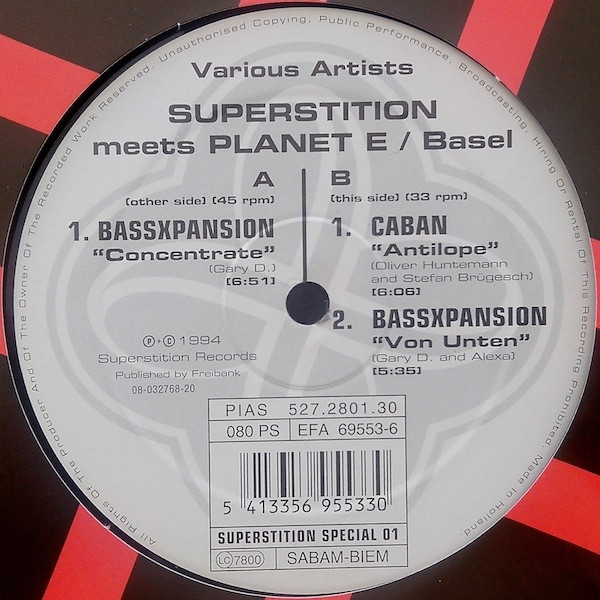 All Rights Of The Producer And Of The Owner Of The Recorded Work Reserved. Unauthorised Copying, Public Performance, Broadcasting, Hiring Or Rental Of This Recording Prohibited. Made In Holland.
Various Artists
SUPERSTITION
meets PLANET E / Basel
A
(other side) (45 rpm)
1. BASSXPANSION
"Concentrate"
(Gary D.)
[6:51]
B
(this side) (33 rpm)
1. CABAN
"Antilope"
(Oliver Huntemann
and Stefan Brügesch)
[6:06]
2. BASSXPANSION
"Von Unten"
(Gary D. and Alexa)
[5:35]
℗+© 1994
Superstition Records
Published by Freibank
08-032768-20
PIAS 527.2801.30
080 PS EFA 69553-6
5 413356 955330
SUPERSTITION SPECIAL 01
LC 7800 SABAM-BIEM